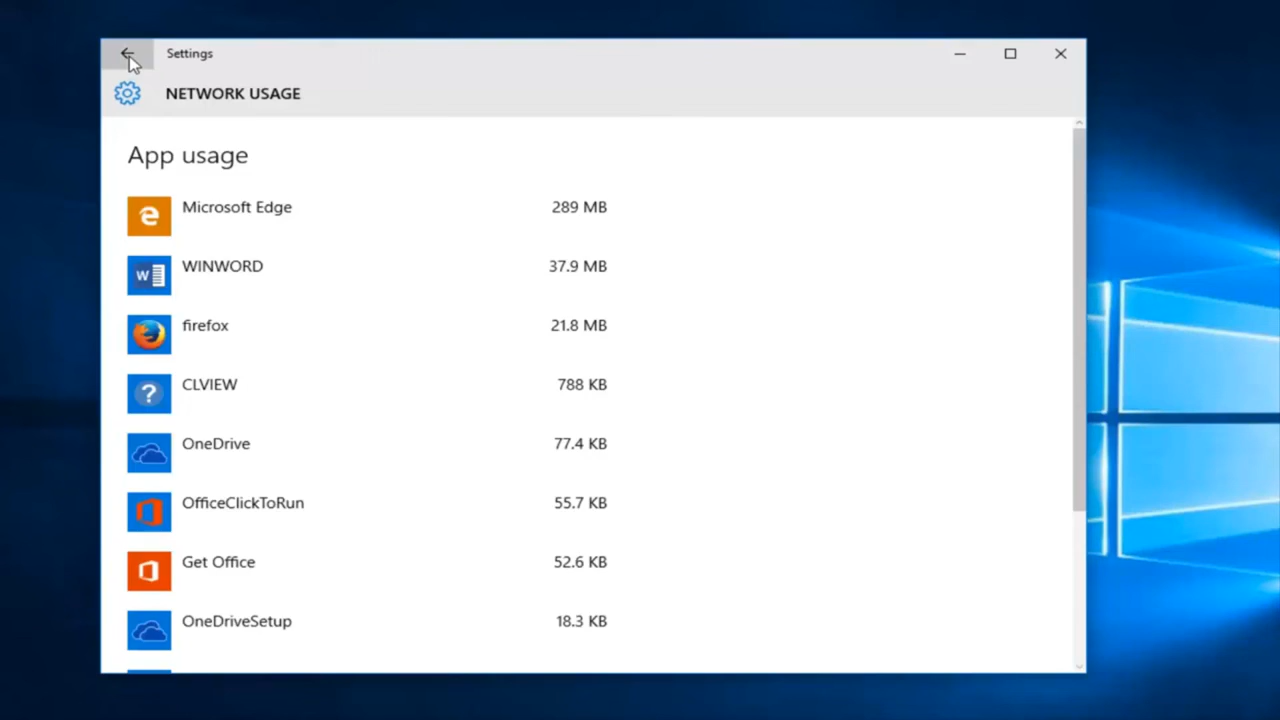 Settings
NETWORK USAGE
App usage
Microsoft Edge 289 MB
WINWORD 37.9 MB
firefox 21.8 MB
CLVIEW 788 KB
OneDrive 77.4 KB
OfficeClickToRun 55.7 KB
Get Office 52.6 KB
OneDriveSetup 18.3 KB